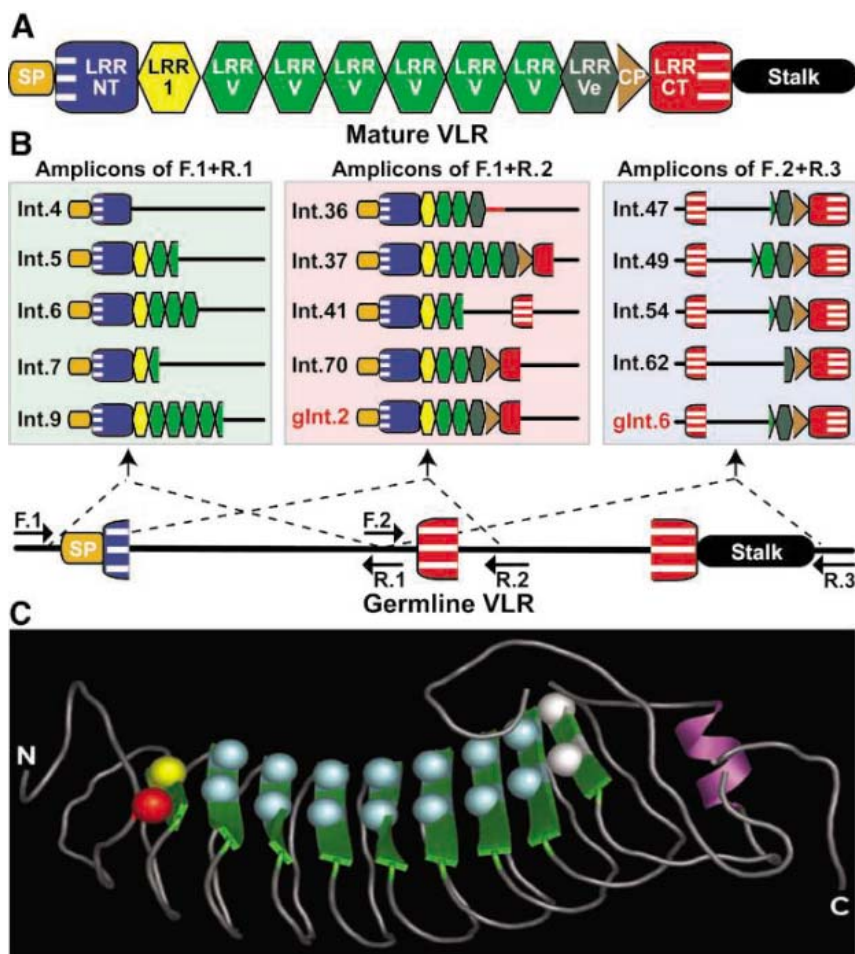 A
SP LRR NT LRR 1 LRR V LRR V LRR V LRR V LRR V LRR V LRR Ve CP LRR CT Stalk
Mature VLR
B
Amplicons of F.1+R.1 Amplicons of F.1+R.2 Amplicons of F.2+R.3
Int.4 Int.36 Int.47
Int.5 Int.37 Int.49
Int.6 Int.41 Int.54
Int.7 Int.70 Int.62
Int.9 gInt.2 gInt.6
F.1 F.2
SP Stalk
R.1 R.2 R.3
Germline VLR
C
N
C